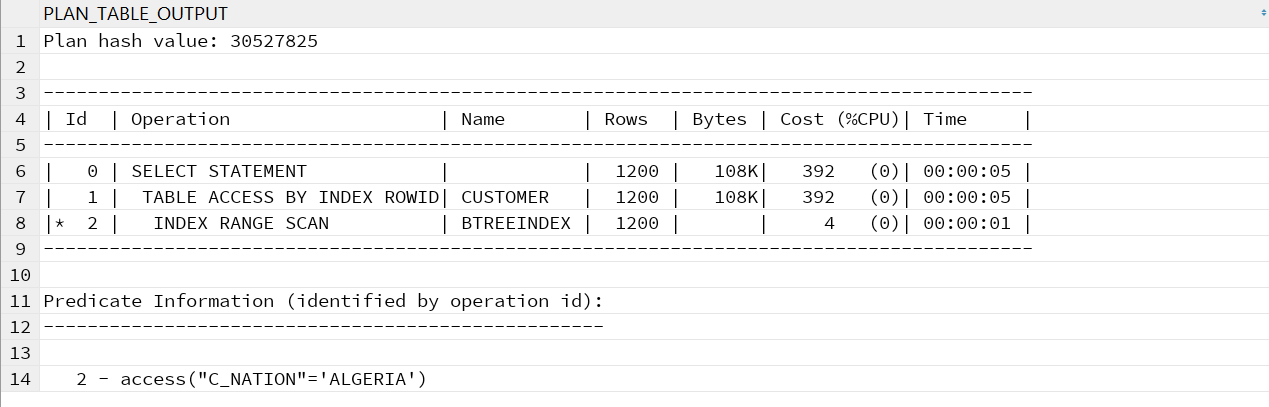 PLAN_TABLE_OUTPUT
1 Plan hash value: 30527825
2
3 ------------------------------------------------------------------------------------------
4 | Id  | Operation                   | Name       | Rows  | Bytes | Cost (%CPU)| Time     |
5 ------------------------------------------------------------------------------------------
6 |   0 | SELECT STATEMENT            |            |  1200 |   108K|   392   (0)| 00:00:05 |
7 |   1 |  TABLE ACCESS BY INDEX ROWID| CUSTOMER   |  1200 |   108K|   392   (0)| 00:00:05 |
8 |*  2 |   INDEX RANGE SCAN          | BTREEINDEX |  1200 |       |     4   (0)| 00:00:01 |
9 ------------------------------------------------------------------------------------------
10
11 Predicate Information (identified by operation id):
12 ---------------------------------------------------
13
14    2 - access("C_NATION"='ALGERIA')